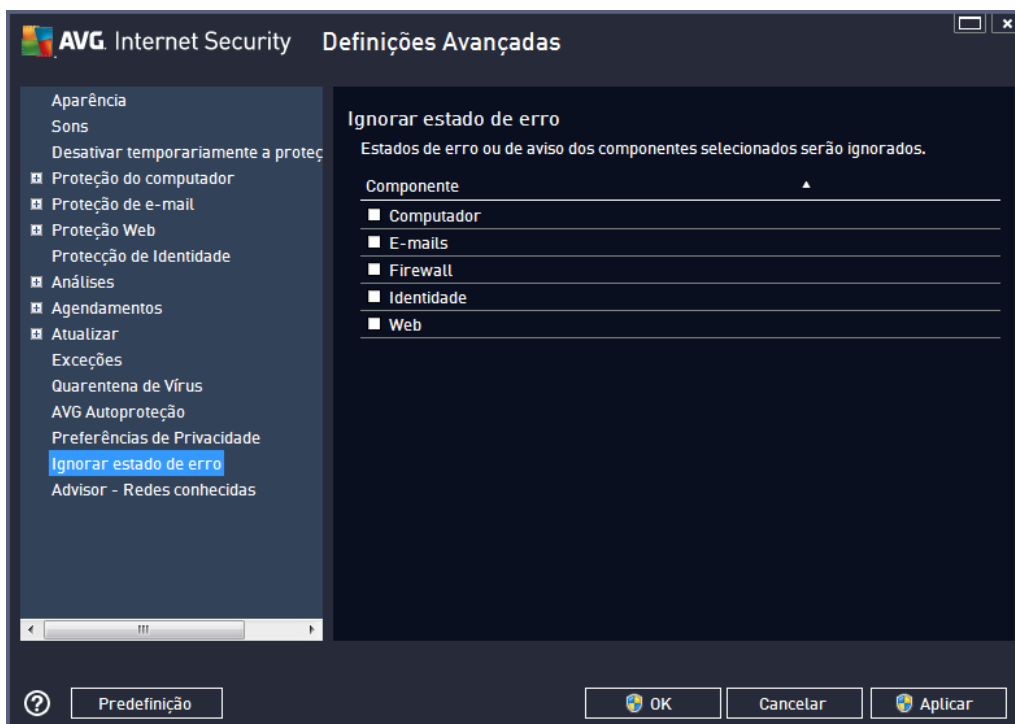 AVG. Internet Security Definições Avançadas
Aparência
Sons
Desativar temporariamente a proteç
Proteção do computador
Proteção de e-mail
Proteção Web
Protecção de Identidade
Análises
Agendamentos
Atualizar
Exceções
Quarentena de Vírus
AVG Autoproteção
Preferências de Privacidade
Ignorar estado de erro
Advisor - Redes conhecidas
Ignorar estado de erro
Estados de erro ou de aviso dos componentes selecionados serão ignorados.
Componente
Computador
E-mails
Firewall
Identidade
Web
Predefinição
OK
Cancelar
Aplicar